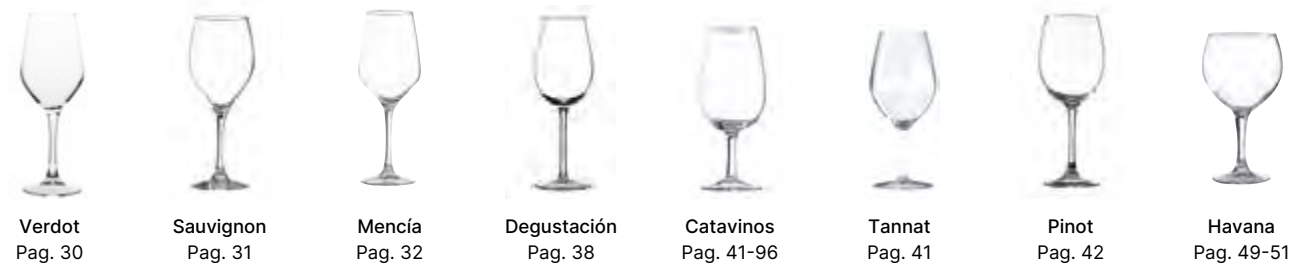 Verdot
Pag. 30
Sauvignon
Pag. 31
Mencía
Pag. 32
Degustación
Pag. 38
Catavinos
Pag. 41-96
Tannat
Pag. 41
Pinot
Pag. 42
Havana
Pag. 49-51